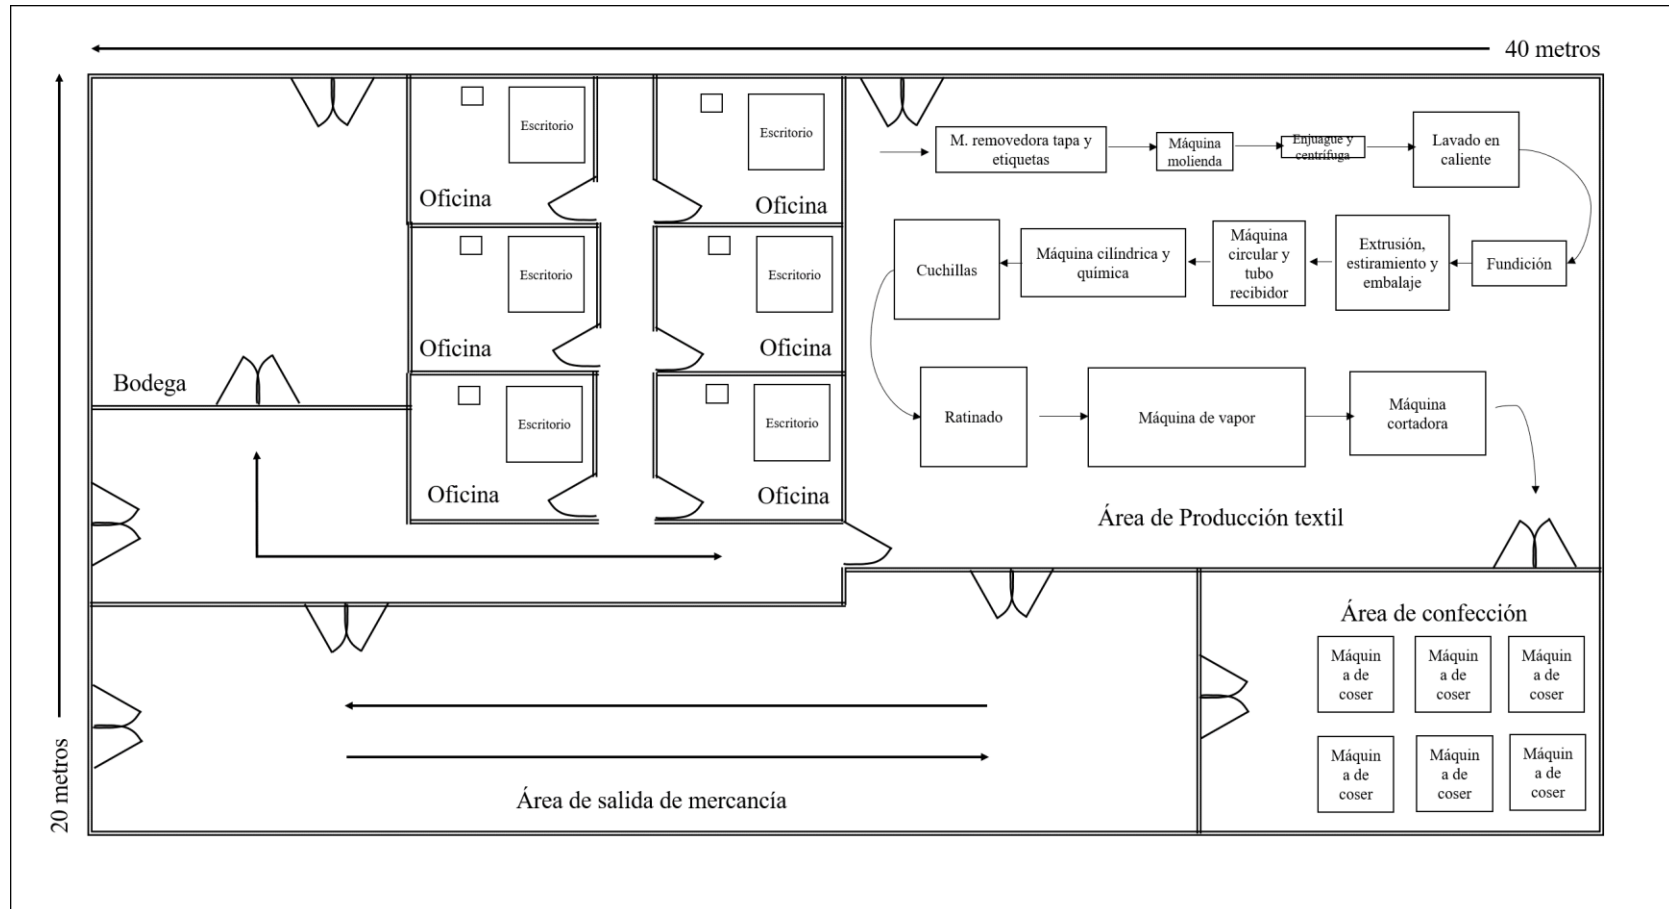 40 metros
20 metros
Escritorio
Oficina
Escritorio
Oficina
Escritorio
Oficina
Escritorio
Oficina
Escritorio
Oficina
Escritorio
Oficina
Bodega
M. removedora tapa y
etiquetas
Máquina
molienda
Enjuague y
centrífuga
Lavado en
caliente
Fundición
Extrusión,
estiramiento y
embalaje
Máquina
circular y
tubo
recibidor
Máquina cilíndrica y
química
Cuchillas
Ratinado
Máquina de vapor
Máquina
cortadora
Área de Producción textil
Área de confección
Máquin
a de
coser
Máquin
a de
coser
Máquin
a de
coser
Máquin
a de
coser
Máquin
a de
coser
Máquin
a de
coser
Área de salida de mercancía